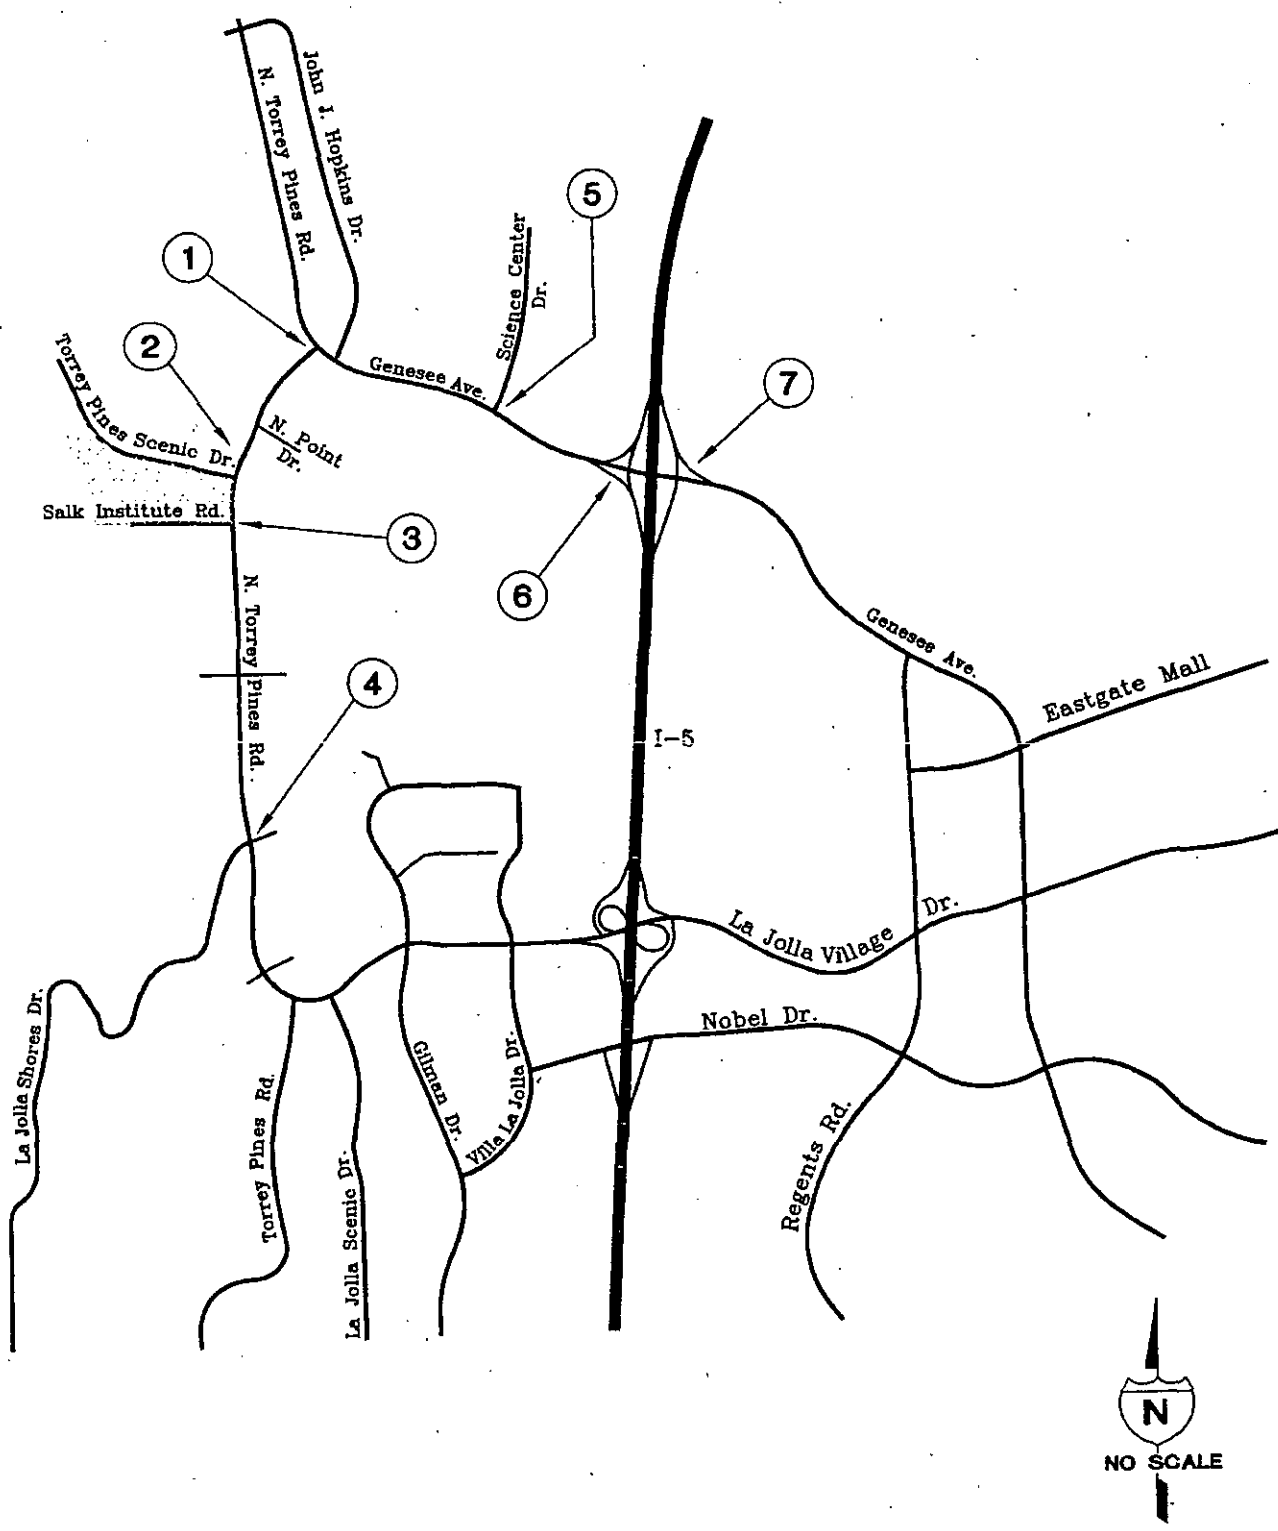 John J. Hopkins Dr.
N. Torrey Pines Rd.
5
Science Center
Dr.
1
2
Torrey Pines Scenic Dr.
Genesee Ave.
7
N. Point
Dr.
Salk Institute Rd.
3
6
N. Torrey Pines Rd.
4
Genesee Ave.
Eastgate Mall
I-5
La Jolla Village Dr.
Nobel Dr.
La Jolla Shores Dr.
Gilman Dr.
Villa La Jolla Dr.
Torrey Pines Rd.
La Jolla Scenic Dr.
Regents Rd.
N
NO SCALE